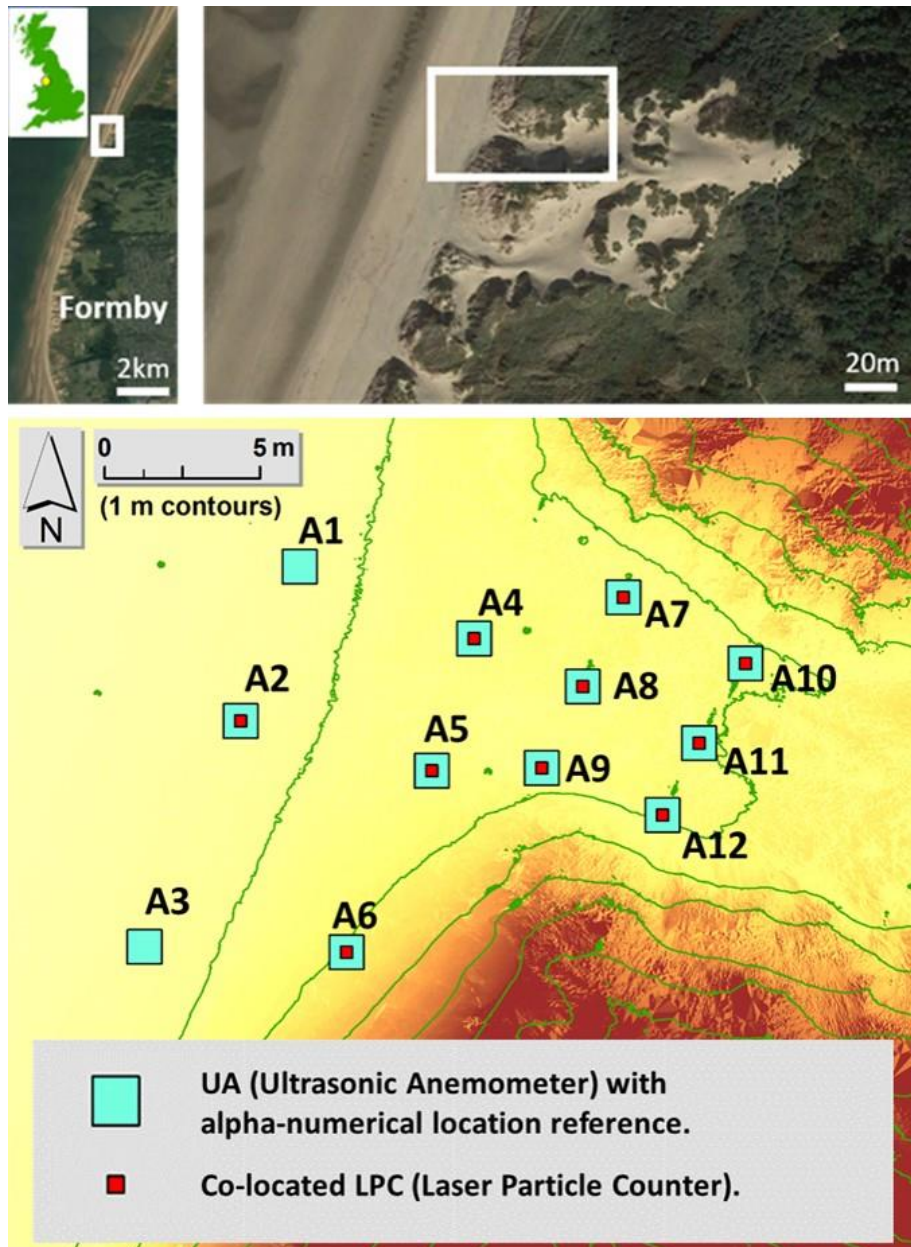 Formby
2km
20m
0 5 m
(1 m contours)
N
A1
A4
A7
A2
A8
A10
A5
A9
A11
A12
A3
A6
UA (Ultrasonic Anemometer) with
alpha-numerical location reference.
Co-located LPC (Laser Particle Counter).